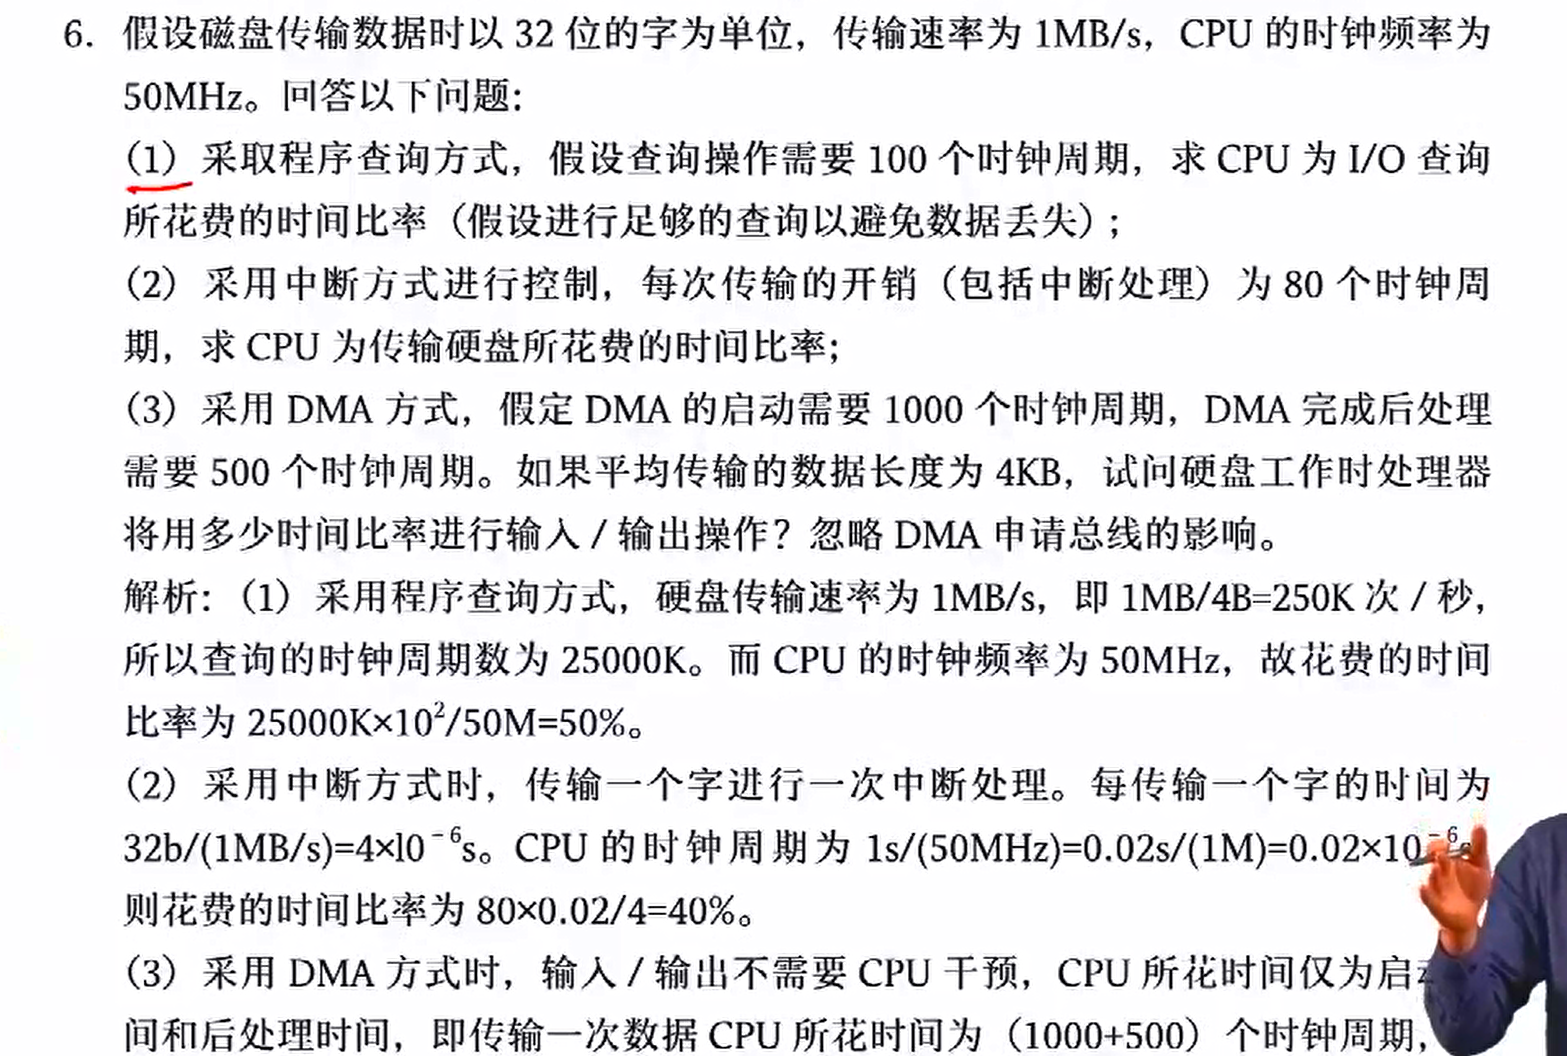 6. 假设磁盘传输数据时以 32 位的字为单位，传输速率为 1MB/s，CPU 的时钟频率为
50MHz。回答以下问题：
（1）采取程序查询方式，假设查询操作需要 100 个时钟周期，求 CPU 为 I/O 查询
所花费的时间比率（假设进行足够的查询以避免数据丢失）；
（2）采用中断方式进行控制，每次传输的开销（包括中断处理）为 80 个时钟周
期，求 CPU 为传输硬盘所花费的时间比率；
（3）采用 DMA 方式，假定 DMA 的启动需要 1000 个时钟周期，DMA 完成后处理
需要 500 个时钟周期。如果平均传输的数据长度为 4KB，试问硬盘工作时处理器
将用多少时间比率进行输入 / 输出操作？忽略 DMA 申请总线的影响。
解析：（1）采用程序查询方式，硬盘传输速率为 1MB/s，即 1MB/4B=250K 次 / 秒，
所以查询的时钟周期数为 25000K。而 CPU 的时钟频率为 50MHz，故花费的时间
比率为 25000K×10²/50M=50%。
（2）采用中断方式时，传输一个字进行一次中断处理。每传输一个字的时间为
32b/(1MB/s)=4×10⁻⁶s。CPU 的时钟周期为 1s/(50MHz)=0.02s/(1M)=0.02×10⁻⁶
则花费的时间比率为 80×0.02/4=40%。
（3）采用 DMA 方式时，输入 / 输出不需要 CPU 干预，CPU 所花时间仅为启
间和后处理时间，即传输一次数据 CPU 所花时间为（1000+500）个时钟周期，